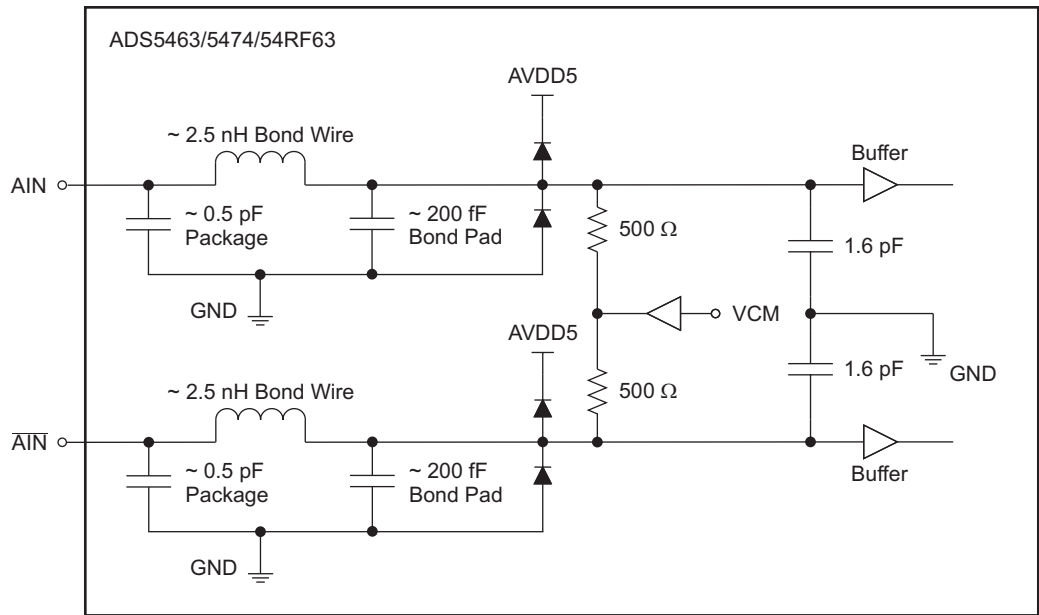 ADS5463/5474/54RF63
AVDD5
~ 2.5 nH Bond Wire
Buffer
AIN
~ 0.5 pF
Package
~ 200 fF
Bond Pad
500 Ω
1.6 pF
GND
VCM
AVDD5
GND
~ 2.5 nH Bond Wire
500 Ω
1.6 pF
A̅I̅N̅
~ 0.5 pF
Package
~ 200 fF
Bond Pad
Buffer
GND